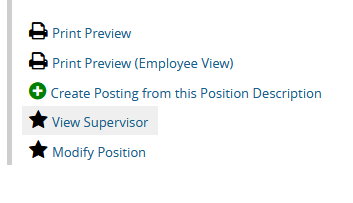 Print Preview
Print Preview (Employee View)
Create Posting from this Position Description
View Supervisor
Modify Position